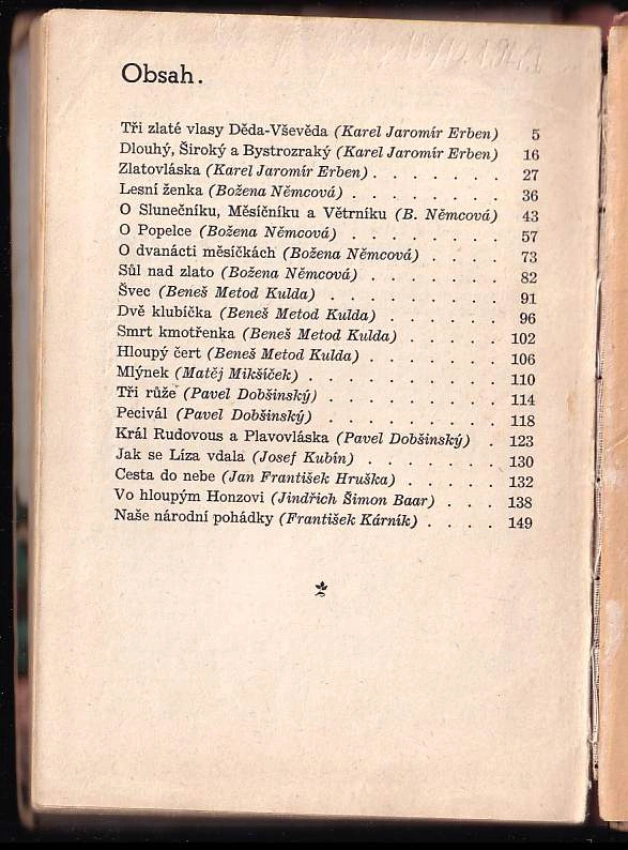 Obsah.
Tři zlaté vlasy Děda-Vševěda (Karel Jaromír Erben) 5
Dlouhý, Široký a Bystrozraký (Karel Jaromír Erben) 16
Zlatovláska (Karel Jaromír Erben) . . . . . . . 27
Lesní ženka (Božena Němcová) . . . . . . . . 36
O Slunečníku, Měsíčníku a Větrníku (B. Němcová) 43
O Popelce (Božena Němcová) . . . . . . . . 57
O dvanácti měsíčkách (Božena Němcová) . . . . 73
Sůl nad zlato (Božena Němcová) . . . . . . . 82
Švec (Beneš Metod Kulda) . . . . . . . . . 91
Dvě klubíčka (Beneš Metod Kulda) . . . . . . 96
Smrt kmotřenka (Beneš Metod Kulda) . . . . . 102
Hloupý čert (Beneš Metod Kulda) . . . . . . . 106
Mlýnek (Matěj Mikšíček) . . . . . . . . . . 110
Tři růže (Pavel Dobšinský) . . . . . . . . . 114
Pecivál (Pavel Dobšinský) . . . . . . . . . 118
Král Rudovous a Plavovláska (Pavel Dobšinský) . 123
Jak se Líza vdala (Josef Kubín) . . . . . . . 130
Cesta do nebe (Jan František Hruška) . . . . . 132
Vo hloupým Honzovi (Jindřich Šimon Baar) . . . 138
Naše národní pohádky (František Kárník) . . . . 149